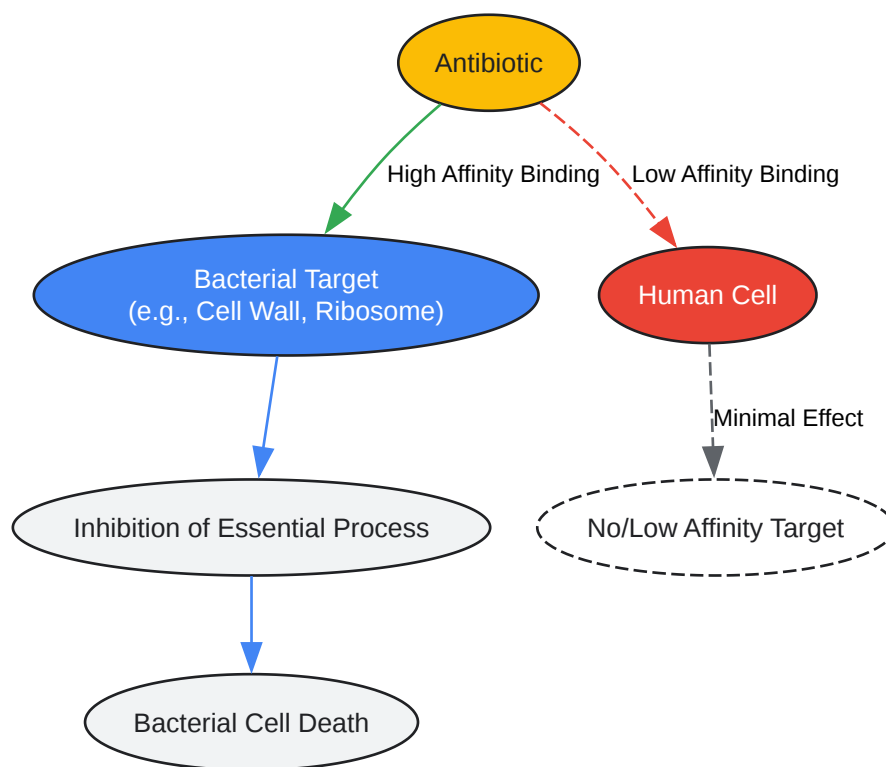 Antibiotic
High Affinity Binding
Low Affinity Binding
Bacterial Target
(e.g., Cell Wall, Ribosome)
Human Cell
Minimal Effect
Inhibition of Essential Process
No/Low Affinity Target
Bacterial Cell Death